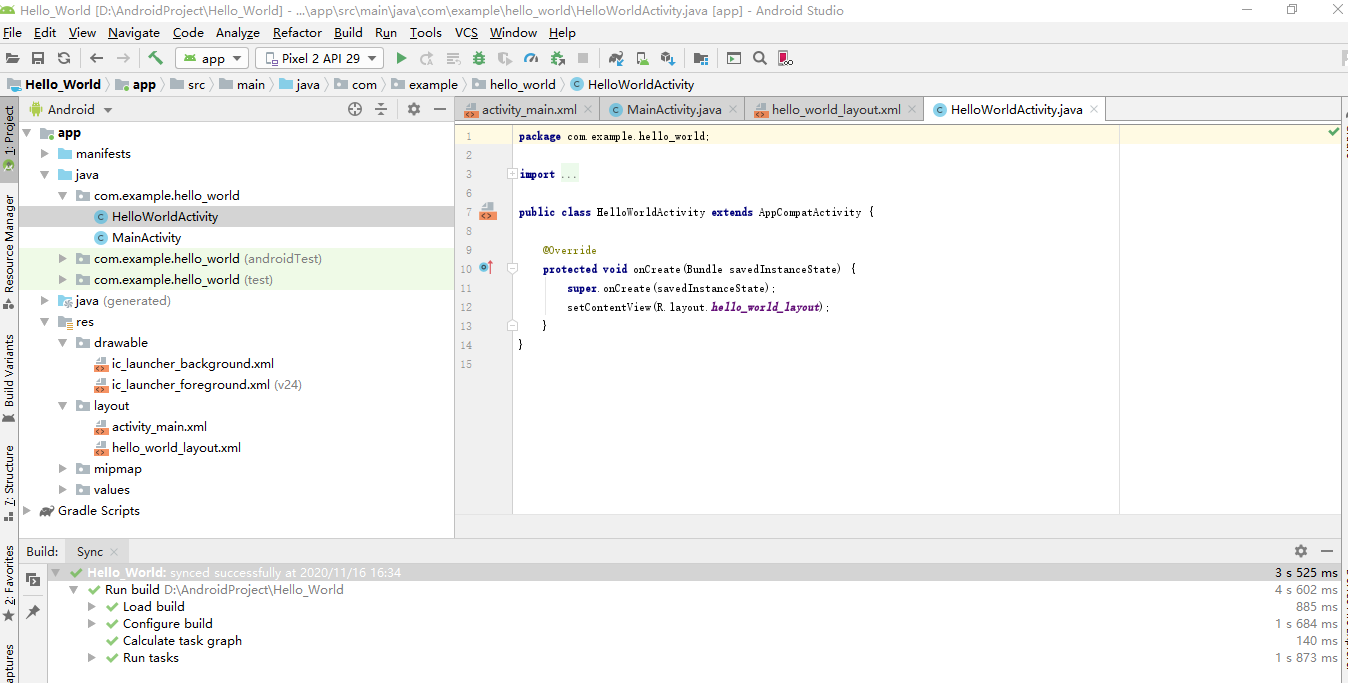 Hello_World [D:\AndroidProject\Hello_World] - ...\app\src\main\java\com\example\hello_world\HelloWorldActivity.java [app] - Android Studio
File Edit View Navigate Code Analyze Refactor Build Run Tools VCS Window Help
app Pixel 2 API 29
Hello_World app src main java com example hello_world HelloWorldActivity
Android
activity_main.xml MainActivity.java hello_world_layout.xml HelloWorldActivity.java
1: Project
Resource Manager
Build Variants
7: Structure
2: Favorites
aptures
app
manifests
java
com.example.hello_world
HelloWorldActivity
MainActivity
com.example.hello_world (androidTest)
com.example.hello_world (test)
java (generated)
res
drawable
ic_launcher_background.xml
ic_launcher_foreground.xml (v24)
layout
activity_main.xml
hello_world_layout.xml
mipmap
values
Gradle Scripts
1 package com.example.hello_world;
2
3 import ...
6
7 public class HelloWorldActivity extends AppCompatActivity {
8
9 @Override
10 protected void onCreate(Bundle savedInstanceState) {
11 super.onCreate(savedInstanceState);
12 setContentView(R.layout.hello_world_layout);
13 }
14 }
15
Build: Sync
Hello_World: synced successfully at 2020/11/16 16:34 3 s 525 ms
Run build D:\AndroidProject\Hello_World 4 s 602 ms
Load build 885 ms
Configure build 1 s 684 ms
Calculate task graph 140 ms
Run tasks 1 s 873 ms